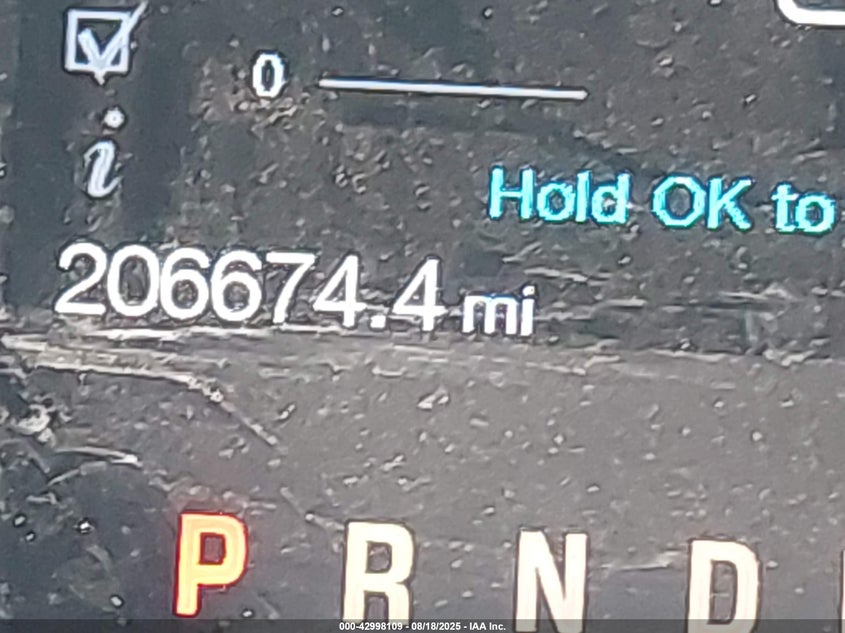 0
i
Hold OK to
206674.4 mi
P R N D
000-42998109 - 08/18/2025 - IAA Inc.